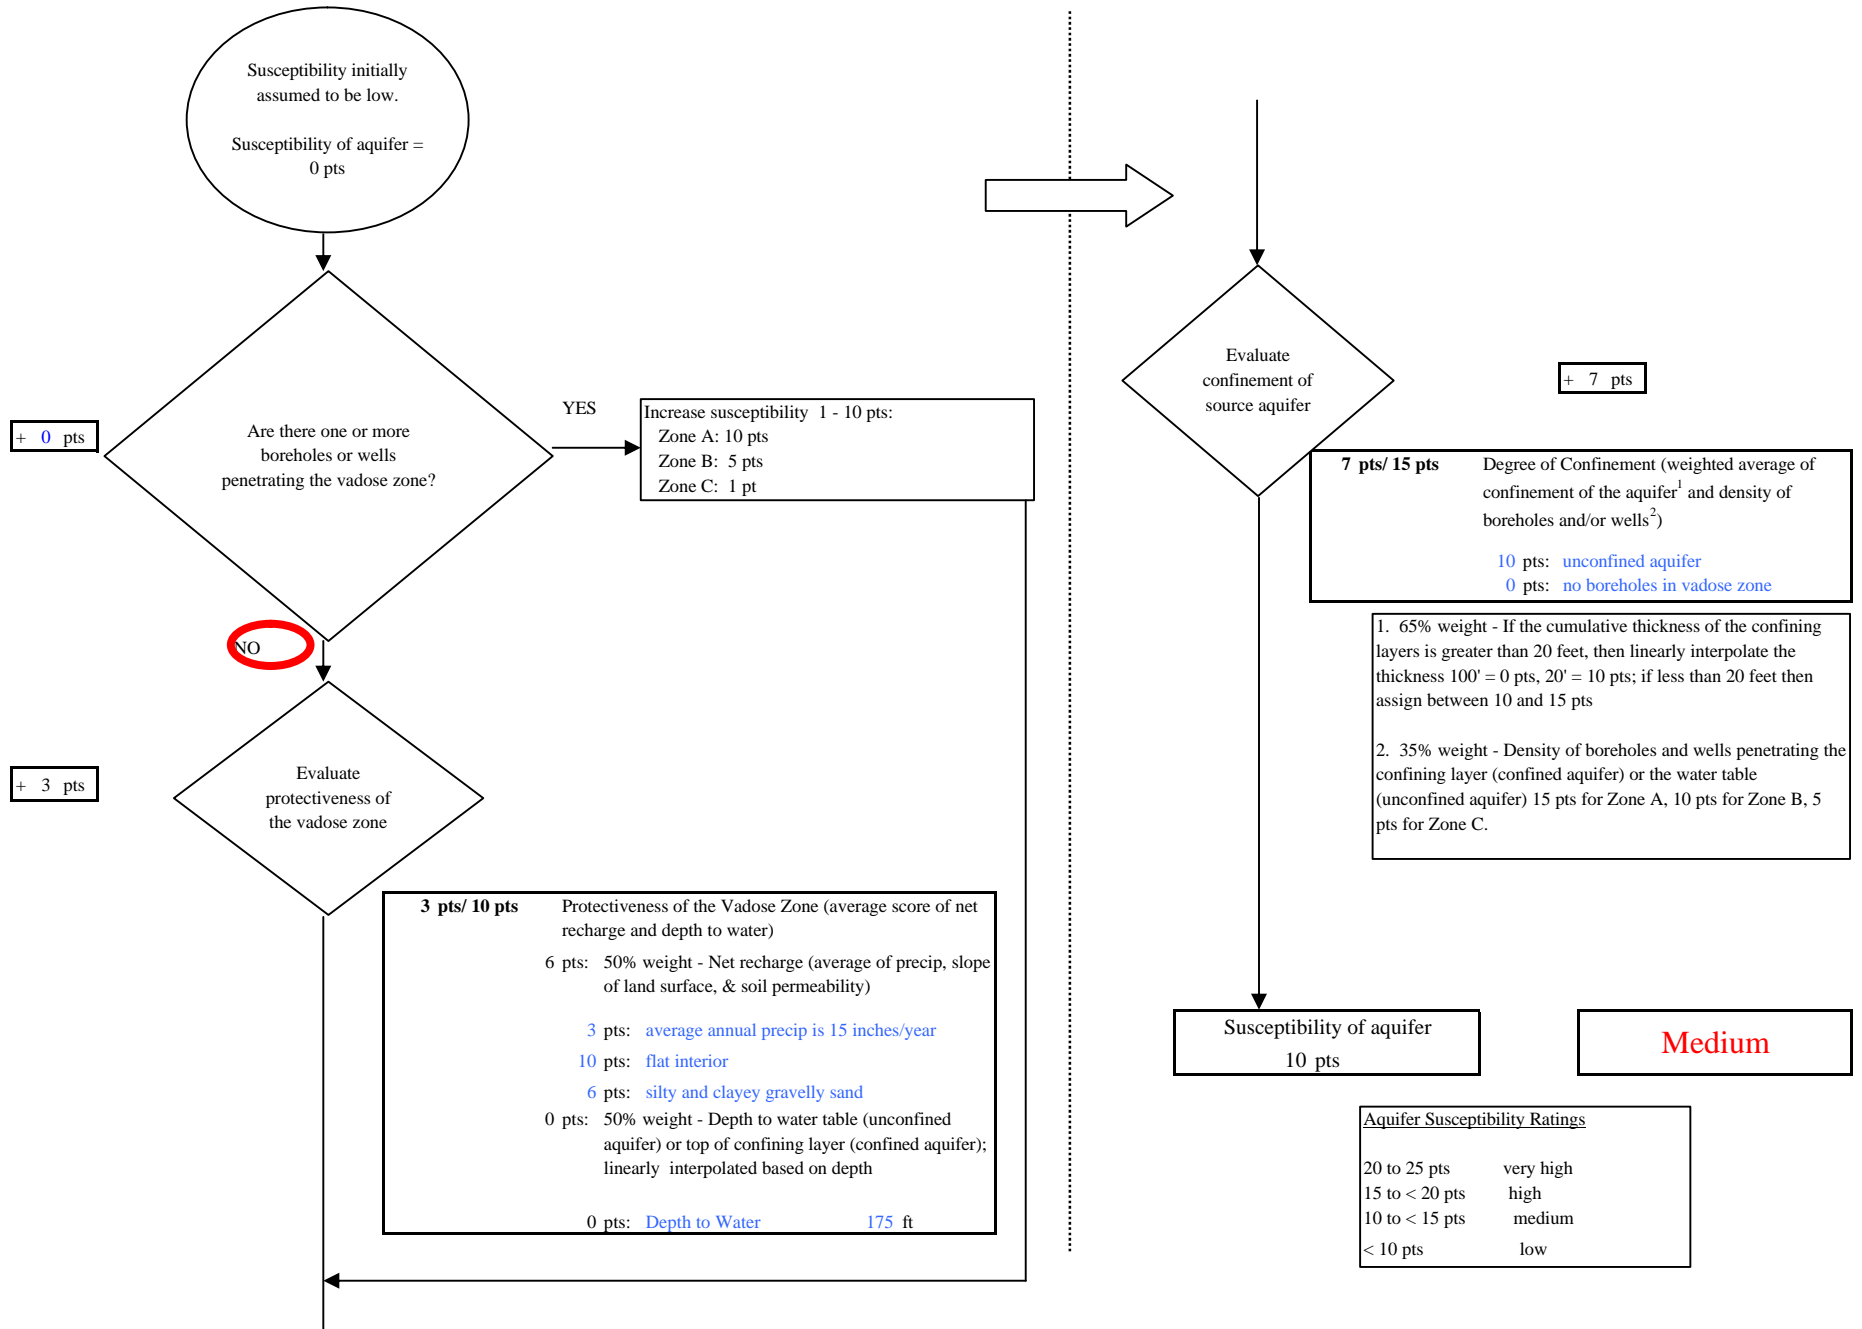 Susceptibility initially
assumed to be low.
Susceptibility of aquifer =
0 pts
+ 0 pts
Are there one or more
boreholes or wells
penetrating the vadose zone?
YES
Increase susceptibility 1 - 10 pts:
Zone A: 10 pts
Zone B: 5 pts
Zone C: 1 pt
NO
+ 3 pts
Evaluate
protectiveness of
the vadose zone
3 pts/ 10 pts Protectiveness of the Vadose Zone (average score of net
recharge and depth to water)
6 pts: 50% weight - Net recharge (average of precip, slope
of land surface, & soil permeability)
3 pts: average annual precip is 15 inches/year
10 pts: flat interior
6 pts: silty and clayey gravelly sand
0 pts: 50% weight - Depth to water table (unconfined
aquifer) or top of confining layer (confined aquifer);
linearly interpolated based on depth
0 pts: Depth to Water 175 ft
Evaluate
confinement of
source aquifer
+ 7 pts
7 pts/ 15 pts Degree of Confinement (weighted average of
confinement of the aquifer1 and density of
boreholes and/or wells2)
10 pts: unconfined aquifer
0 pts: no boreholes in vadose zone
1. 65% weight - If the cumulative thickness of the confining
layers is greater than 20 feet, then linearly interpolate the
thickness 100' = 0 pts, 20' = 10 pts; if less than 20 feet then
assign between 10 and 15 pts
2. 35% weight - Density of boreholes and wells penetrating the
confining layer (confined aquifer) or the water table
(unconfined aquifer) 15 pts for Zone A, 10 pts for Zone B, 5
pts for Zone C.
Susceptibility of aquifer
10 pts
Medium
Aquifer Susceptibility Ratings
20 to 25 pts very high
15 to < 20 pts high
10 to < 15 pts medium
< 10 pts low